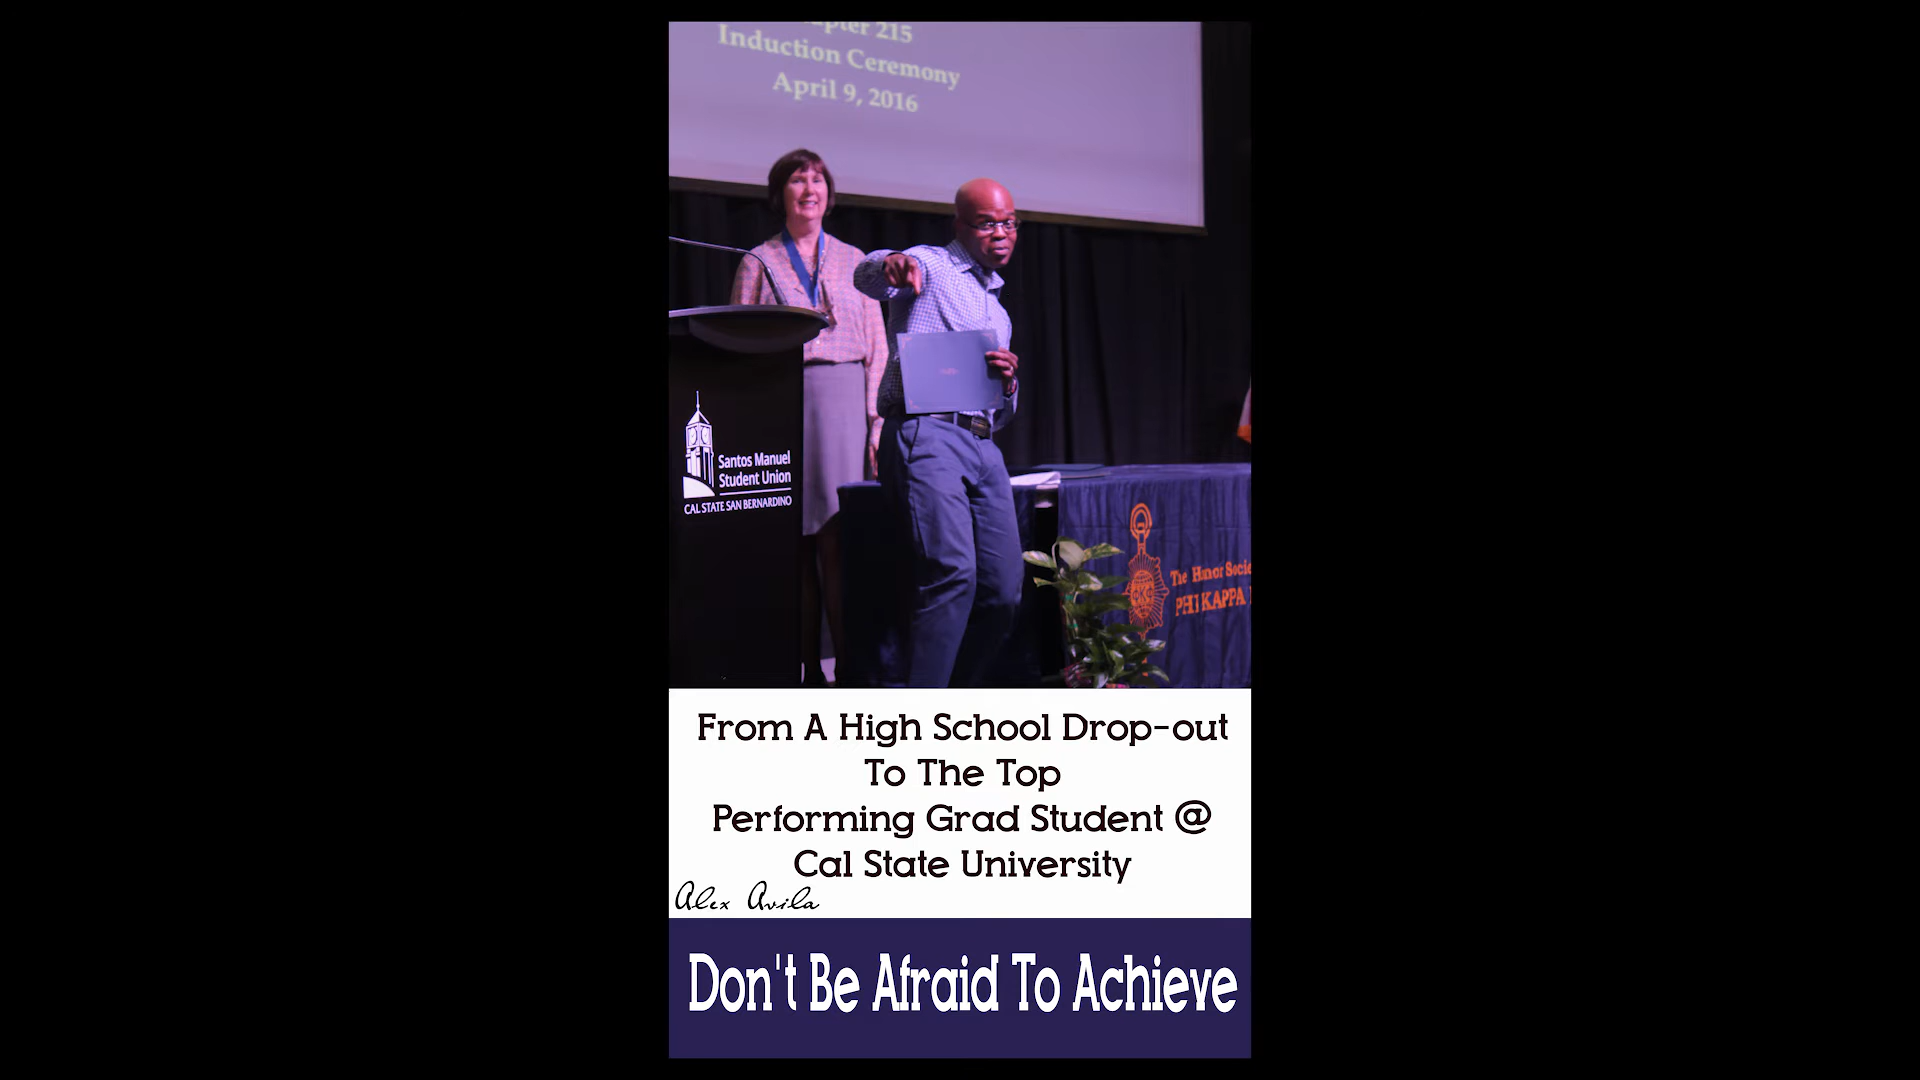 215
Induction Ceremony
April 9, 2016
Santos Manuel
Student Union
CAL STATE SAN BERNARDINO
The Honor
PHI KAPPA
From A High School Drop-out
To The Top
Performing Grad Student @
Cal State University
Alex Avila
Don't Be Afraid To Achieve